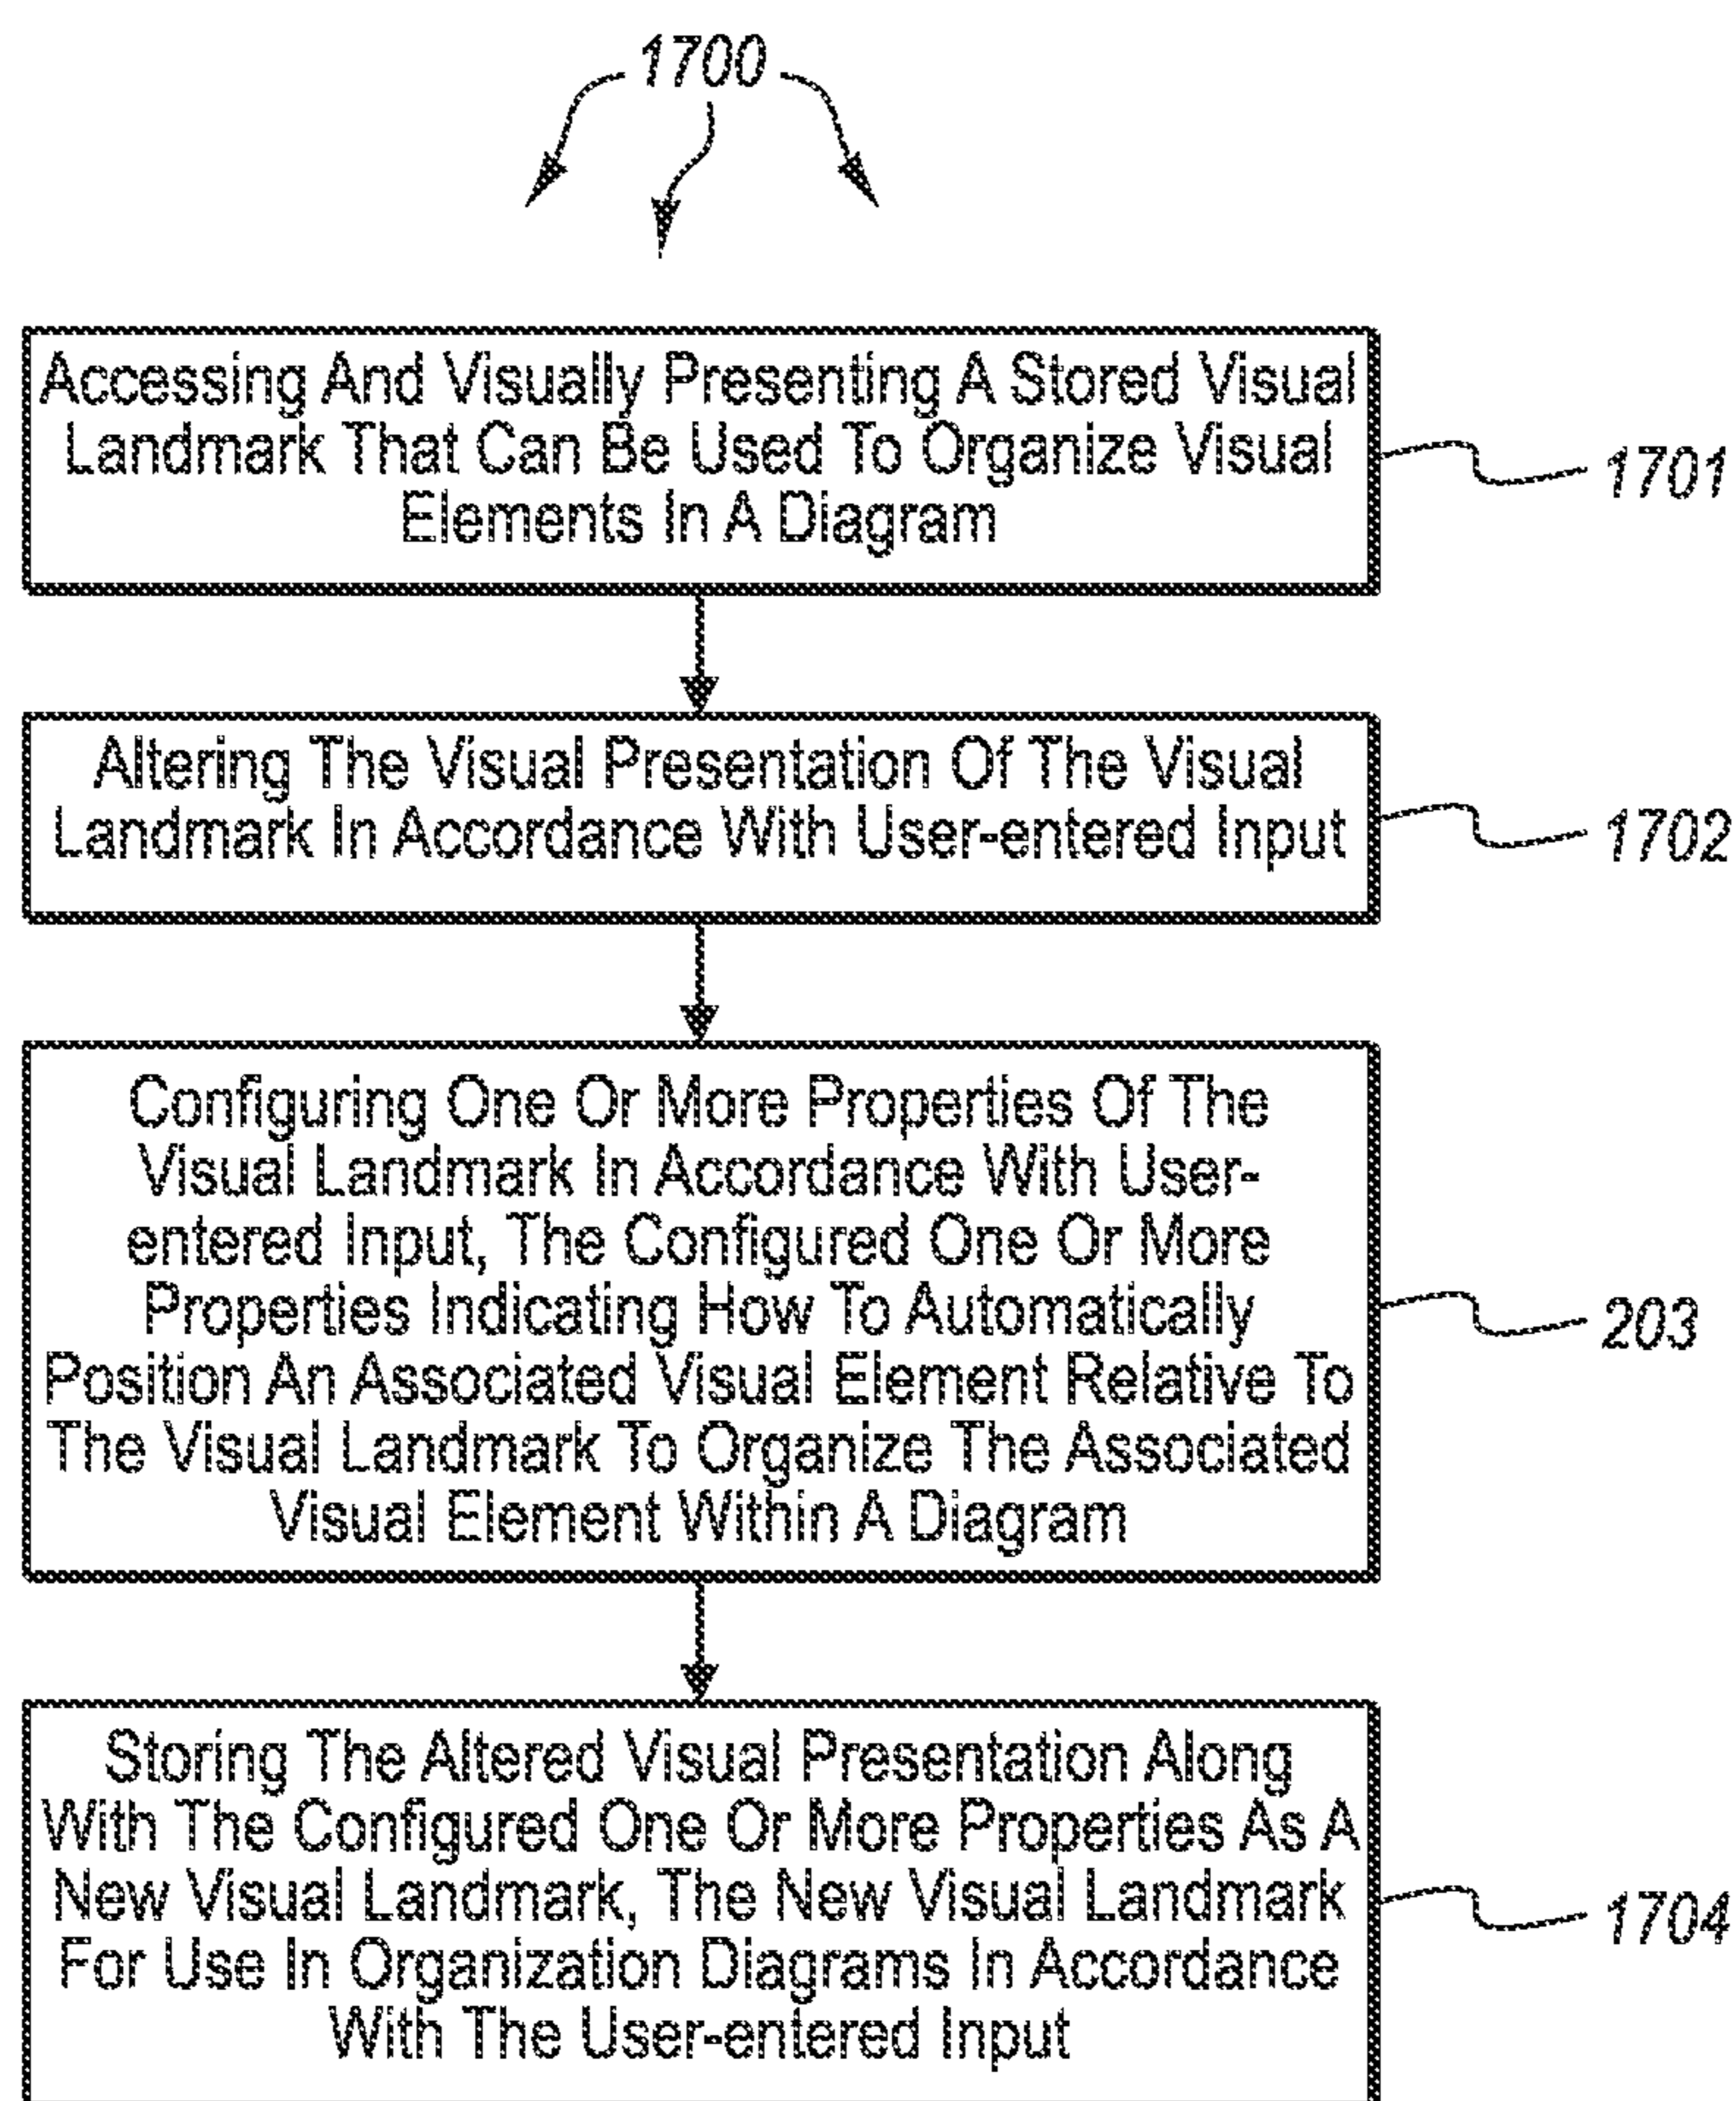 1700
Accessing And Visually Presenting A Stored Visual
Landmark That Can Be Used To Organize Visual
Elements In A Diagram
1701
Altering The Visual Presentation Of The Visual
Landmark In Accordance With User-entered Input
1702
Configuring One Or More Properties Of The
Visual Landmark In Accordance With User-
entered Input, The Configured One Or More
Properties Indicating How To Automatically
Position An Associated Visual Element Relative To
The Visual Landmark To Organize The Associated
Visual Element Within A Diagram
203
Storing The Altered Visual Presentation Along
With The Configured One Or More Properties As A
New Visual Landmark, The New Visual Landmark
For Use In Organization Diagrams In Accordance
With The User-entered Input
1704